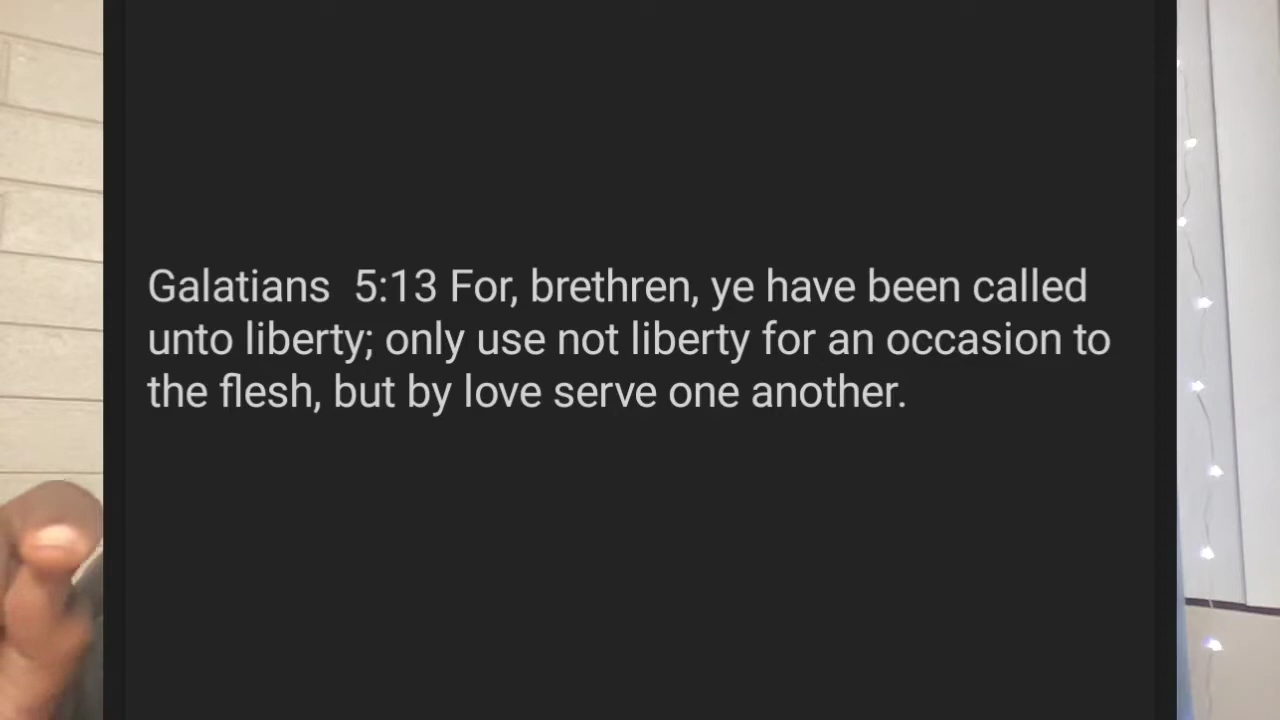 Galatians  5:13 For, brethren, ye have been called
unto liberty; only use not liberty for an occasion to
the flesh, but by love serve one another.